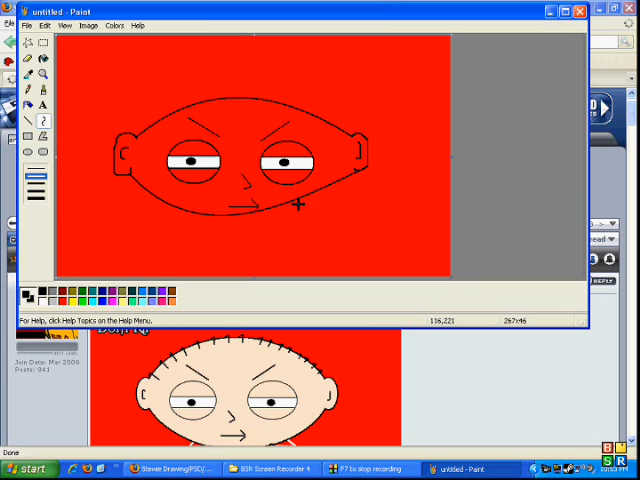 untitled - Paint
File Edit View Image Colors Help
A
For Help, click Help Topics on the Help Menu.
116,221
267x46
REPLY
Join Date: Mar 2009
Posts: 941
Done
start
Stewie Drawing/PSD/...
BSR Screen Recorder 4
P7 to stop recording
untitled - Paint
B
S R